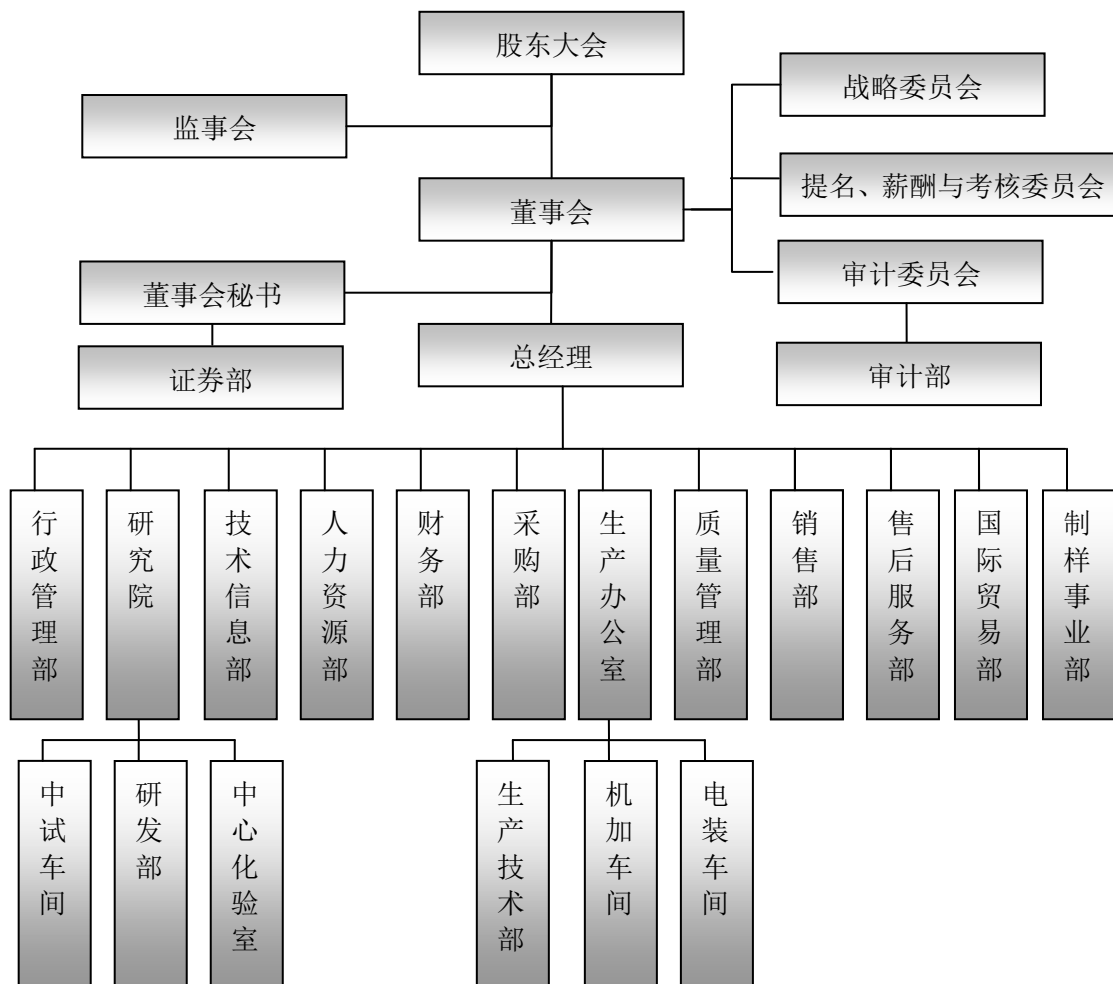 股东大会
战略委员会
监事会
提名、薪酬与考核委员会
董事会
审计委员会
董事会秘书
总经理
证券部
审计部
行政管理部
研究院
技术信息部
人力资源部
财务部
采购部
生产办公室
质量管理部
销售部
售后服务部
国际贸易部
制样事业部
中试车间
研发部
中心化验室
生产技术部
机加车间
电装车间